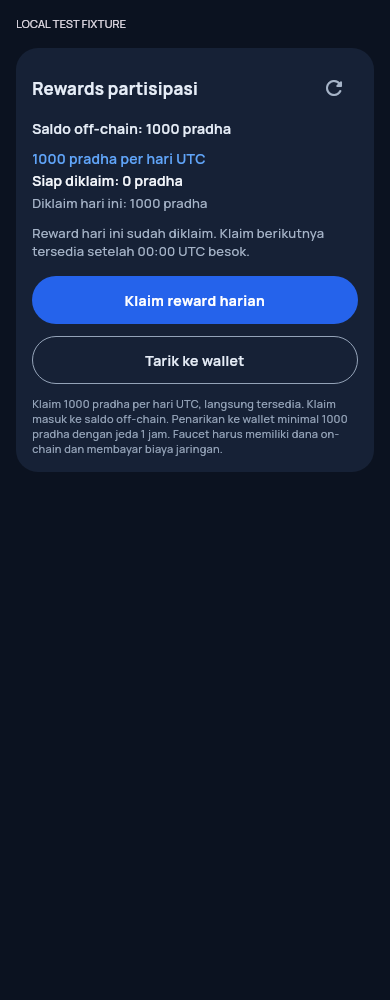 LOCAL TEST FIXTURE
Rewards partisipasi
Saldo off-chain: 1000 pradha
1000 pradha per hari UTC
Siap diklaim: 0 pradha
Diklaim hari ini: 1000 pradha
Reward hari ini sudah diklaim. Klaim berikutnya
tersedia setelah 00:00 UTC besok.
Klaim reward harian
Tarik ke wallet
Klaim 1000 pradha per hari UTC, langsung tersedia. Klaim
masuk ke saldo off-chain. Penarikan ke wallet minimal 1000
pradha dengan jeda 1 jam. Faucet harus memiliki dana on-
chain dan membayar biaya jaringan.